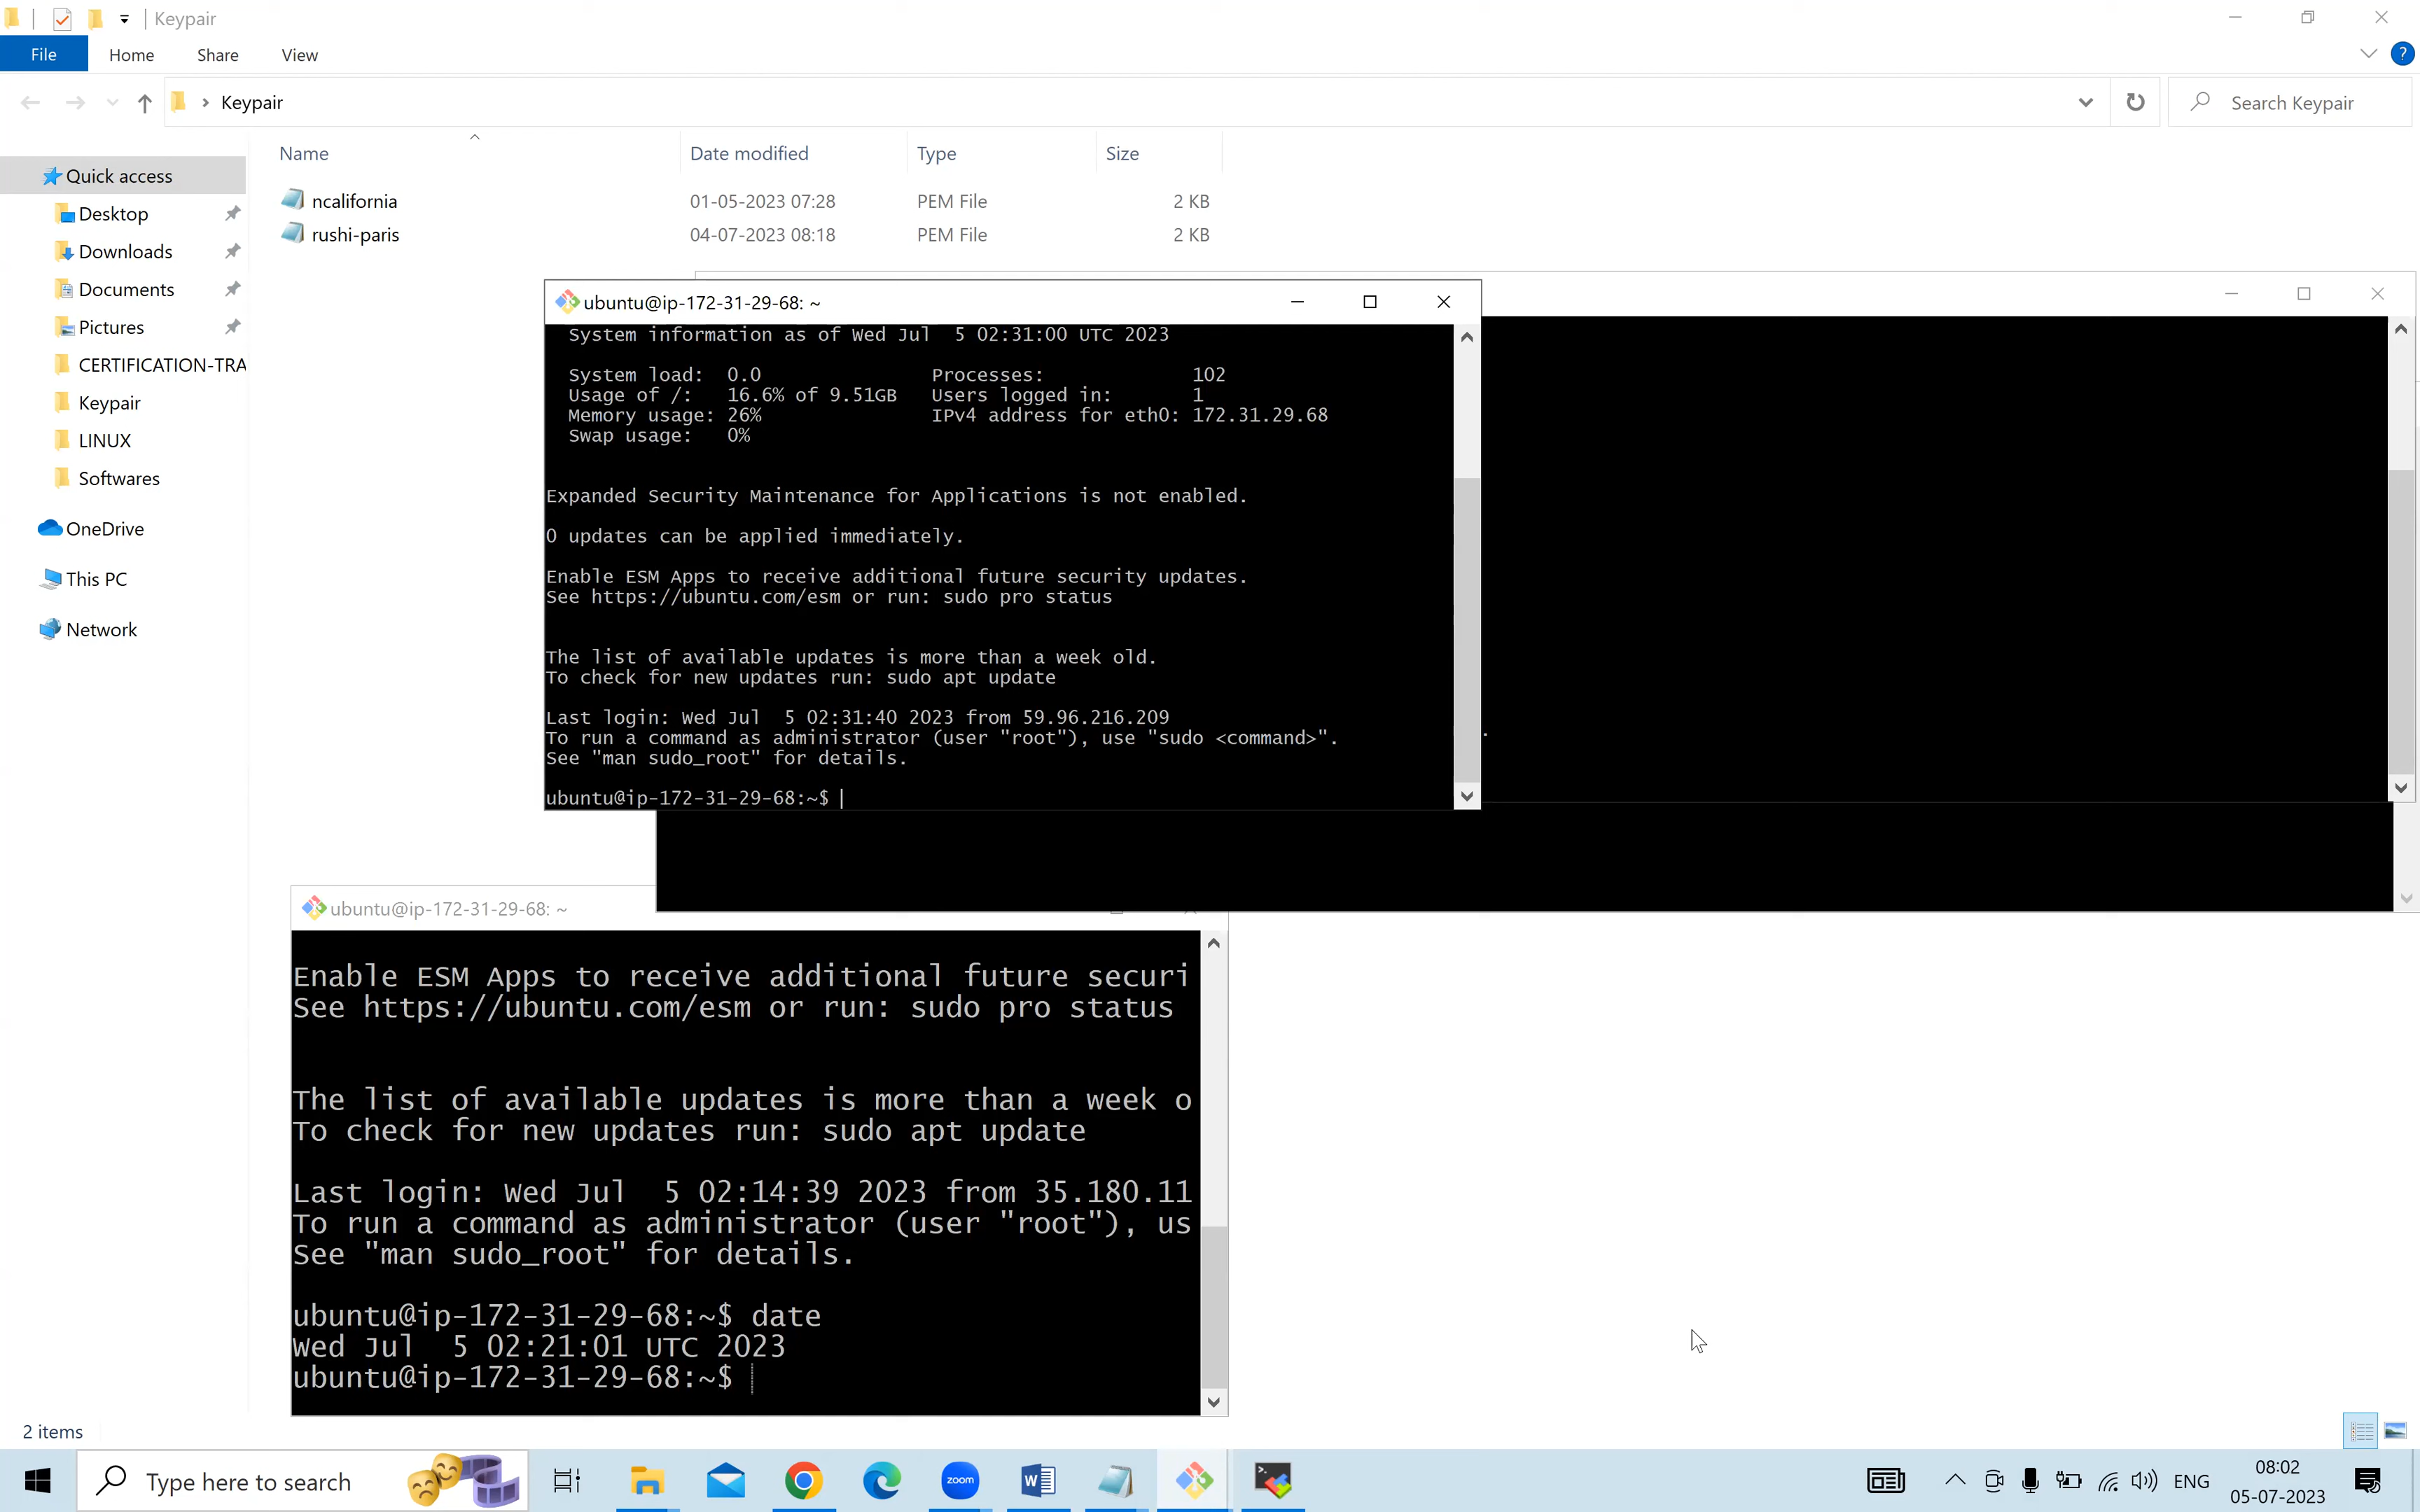 Keypair
File Home Share View
Keypair
Search Keypair
Name Date modified Type Size
Quick access
Desktop
Downloads
Documents
Pictures
CERTIFICATION-TRA
Keypair
LINUX
Softwares
OneDrive
This PC
Network
ncalifornia 01-05-2023 07:28 PEM File 2 KB
rushi-paris 04-07-2023 08:18 PEM File 2 KB
ubuntu@ip-172-31-29-68: ~
System information as of Wed Jul  5 02:31:00 UTC 2023
System load:  0.0 Processes: 102
Usage of /:  16.6% of 9.51GB Users logged in: 1
Memory usage: 26% IPv4 address for eth0: 172.31.29.68
Swap usage:  0%
Expanded Security Maintenance for Applications is not enabled.
0 updates can be applied immediately.
Enable ESM Apps to receive additional future security updates.
See https://ubuntu.com/esm or run: sudo pro status
The list of available updates is more than a week old.
To check for new updates run: sudo apt update
Last login: Wed Jul  5 02:31:40 2023 from 59.96.216.209
To run a command as administrator (user "root"), use "sudo <command>".
See "man sudo_root" for details.
ubuntu@ip-172-31-29-68:~$
ubuntu@ip-172-31-29-68: ~
Enable ESM Apps to receive additional future securi
See https://ubuntu.com/esm or run: sudo pro status
The list of available updates is more than a week o
To check for new updates run: sudo apt update
Last login: Wed Jul  5 02:14:39 2023 from 35.180.11
To run a command as administrator (user "root"), us
See "man sudo_root" for details.
ubuntu@ip-172-31-29-68:~$ date
Wed Jul  5 02:21:01 UTC 2023
ubuntu@ip-172-31-29-68:~$
2 items
Type here to search
zoom
W
ENG
08:02
05-07-2023